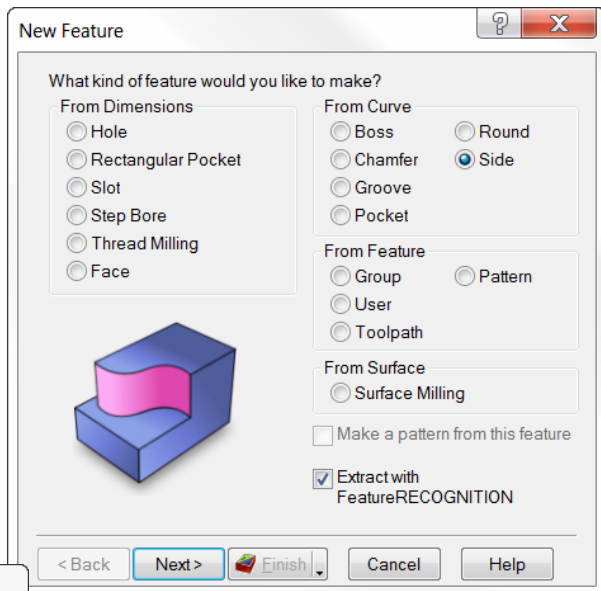 New Feature
What kind of feature would you like to make?
From Dimensions
Hole
Rectangular Pocket
Slot
Step Bore
Thread Milling
Face
From Curve
Boss
Round
Chamfer
Side
Groove
Pocket
From Feature
Group
Pattern
User
Toolpath
From Surface
Surface Milling
Make a pattern from this feature
Extract with
FeatureRECOGNITION
< Back
Next >
Finish
Cancel
Help